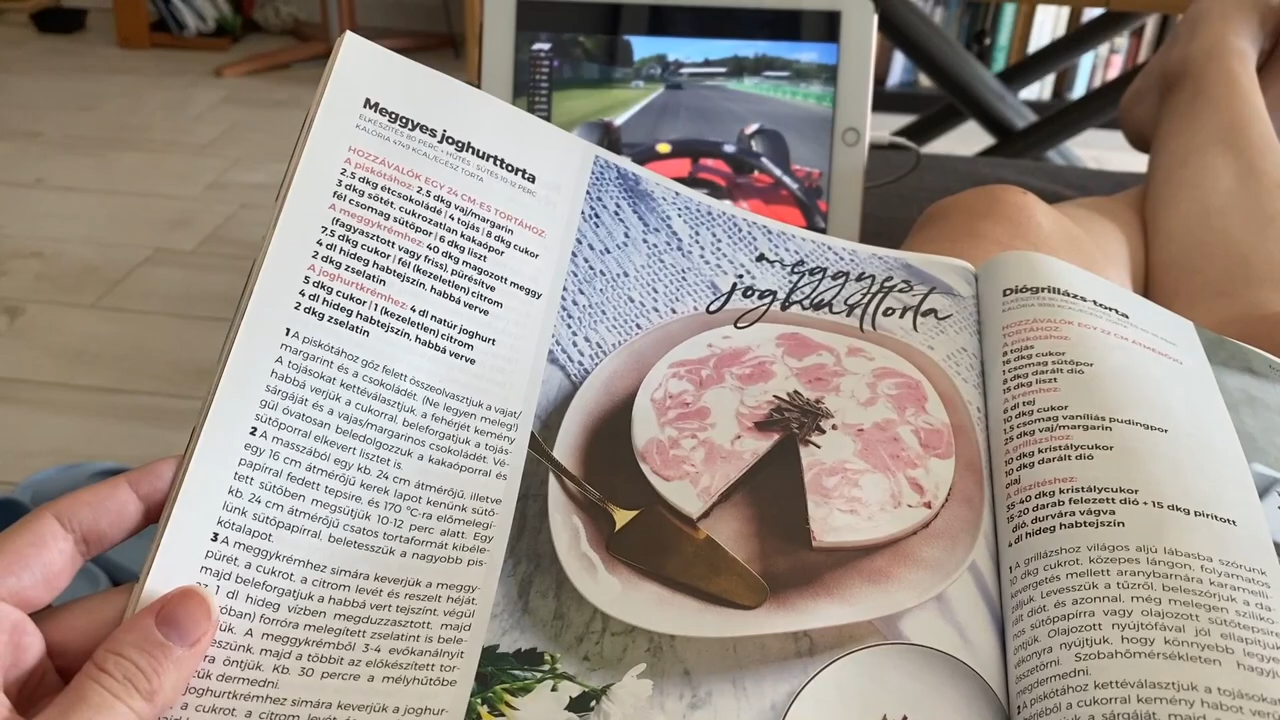 Meggyes joghurttorta
ELKÉSZÍTÉS 80 PERC + HŰTÉS | SÜTÉS 10-12 PERC
KALÓRIA 4749 KCAL/EGÉSZ TORTA
HOZZÁVALÓK EGY 24 CM-ES TORTÁHOZ:
A piskótához: 2,5 dkg vaj/margarin
2,5 dkg étcsokoládé | 4 tojás | 8 dkg cukor
3 dkg sötét, cukrozatlan kakaópor
fél csomag sütőpor | 6 dkg liszt
A meggykrémhez: 40 dkg magozott meggy
(fagyasztott vagy friss), pürésítve
7,5 dkg cukor | fél (kezeletlen) citrom
4 dl hideg habtejszín, habbá verve
2 dkg zselatin
A joghurtkrémhez: 4 dl natúr joghurt
5 dkg cukor | 1 (kezeletlen) citrom
4 dl hideg habtejszín, habbá verve
2 dkg zselatin
1 A piskótához gőz felett összeolvasztjuk a vajat/
margarint és a csokoládét. (Ne legyen meleg!)
A tojásokat kettéválasztjuk, a fehérjét kemény
habbá verjük a cukorral, beleforgatjuk a tojás-
sárgáját és a vajas/margarinos csokoládét. Vé-
gül óvatosan beledolgozzuk a kakaóporral és
sütőporral elkevert lisztet is.
2 A masszából egy kb. 24 cm átmérőjű, illetve
egy 16 cm átmérőjű kerek lapot kenünk sütő-
papírral fedett tepsire, és 170 °C-ra előmelegí-
tett sütőben megsütjük 10-12 perc alatt. Egy
kb. 24 cm átmérőjű csatos tortaformát kibéle-
lünk sütőpapírral, beletesszük a nagyobb pis-
kótalapot.
3 A meggykrémhez simára keverjük a meggy-
pürét, a cukrot, a citrom levét és reszelt héját,
majd beleforgatjuk a habbá vert tejszínt, végül
az 1 dl hideg vízben megduzzasztott, majd
óban) forróra melegített zselatint is bele-
ük. A meggykrémből 3-4 evőkanálnyit
eszünk, majd a többit az előkészített tor-
ra öntjük. Kb. 30 percre a mélyhűtőbe
zük dermedni.
joghurtkrémhez simára keverjük a joghur-
a cukrot, a citrom levét és
meggyes
joghurttorta
Diógrillázs-torta
HOZZÁVALÓK EGY 22 CM ÁTMÉRŐJŰ
TORTÁHOZ:
A piskótához:
8 tojás
16 dkg cukor
1 csomag sütőpor
8 dkg darált dió
15 dkg liszt
A krémhez:
6 dl tej
10 dkg cukor
1,5 csomag vaníliás pudingpor
25 dkg vaj/margarin
A grillázshoz:
10 dkg kristálycukor
10 dkg darált dió
olaj
A díszítéshez:
35-40 dkg kristálycukor
15-20 darab felezett dió + 15 dkg pirított
dió, durvára vágva
4 dl hideg habtejszín
1 A grillázshoz világos aljú lábasba szórunk
10 dkg cukrot, közepes lángon, folyamatos
kevergetés mellett aranybarnára karamelli-
záljuk. Levesszük a tűzről, beleszórjuk a da-
rált diót, és azonnal, még melegen sziliko-
nos sütőpapírra vagy olajozott sütőtepsire
öntjük. Olajozott nyújtófával jól ellapítjuk
vékonyra nyújtjuk, hogy könnyebb legyen
összetörni. Szobahőmérsékleten hagyju
megdermedni.
2 A piskótához kettéválasztjuk a tojásoka
kemény habot